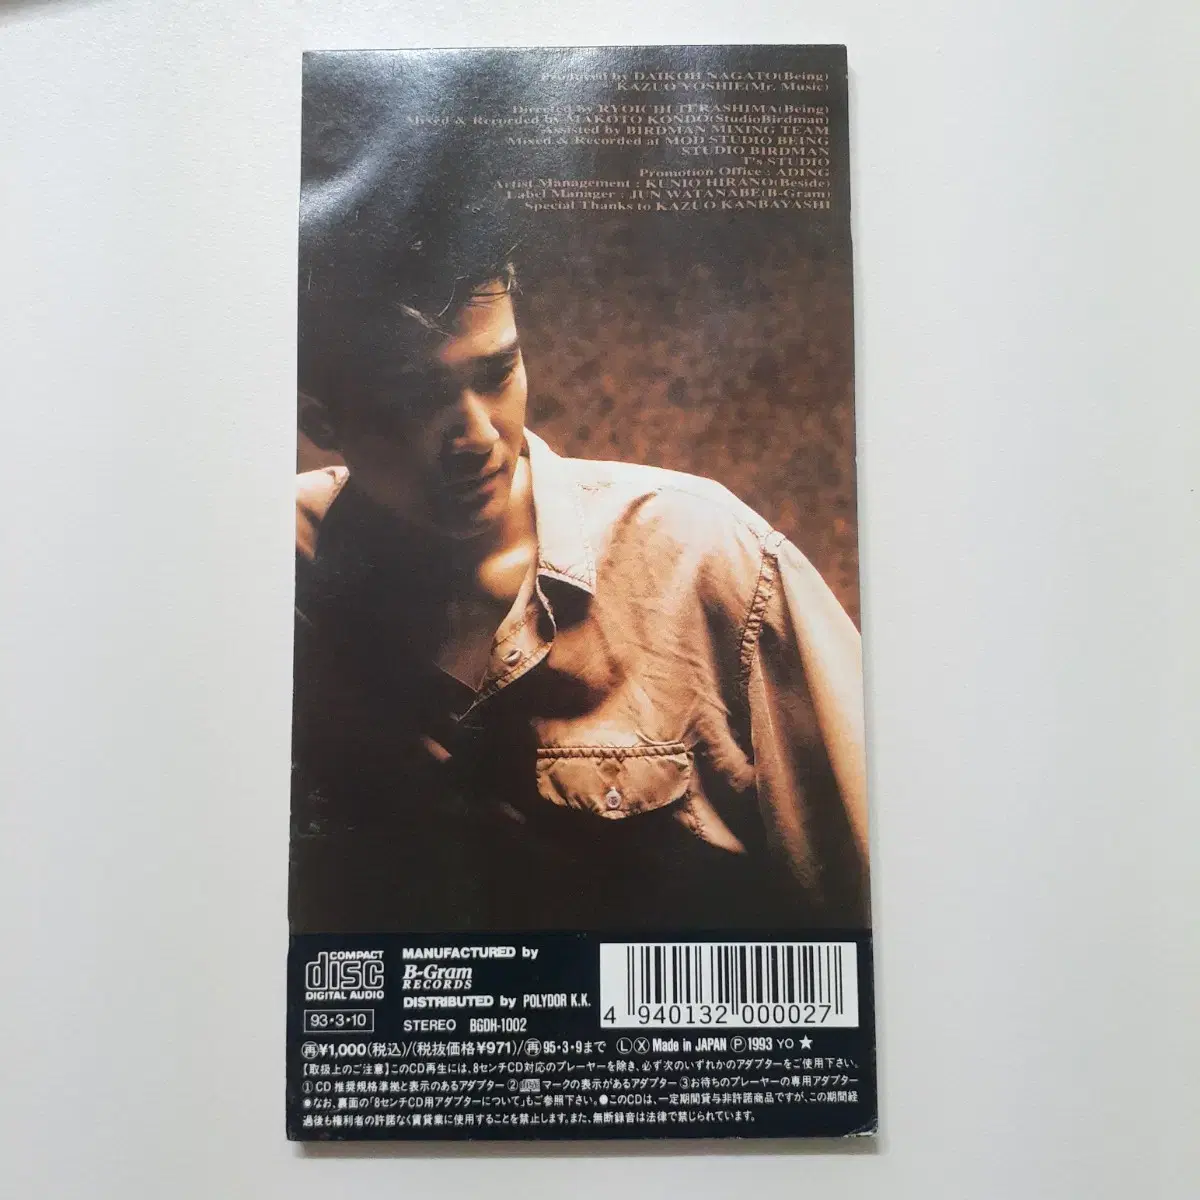 Produced by DAIKOH NAGATO(Being)
KAZUO YOSHIE(Mr. Music)
Directed by RYOICHI TERASHIMA(Being)
Mixed & Recorded by MAKOTO KONDO(StudioBirdman)
Assisted by BIRDMAN MIXING TEAM
Mixed & Recorded at MOD STUDIO BEING
STUDIO BIRDMAN
T's STUDIO
Promotion Office : ADING
Artist Management : KUNIO HIRANO(Beside)
Label Manager : JUN WATANABE(B-Gram)
Special Thanks to KAZUO KANBAYASHI
COMPACT
disc
DIGITAL AUDIO
93・3・10
MANUFACTURED by
B-Gram
RECORDS
DISTRIBUTED by POLYDOR K.K.
STEREO BGDH-1002
4 940132 000027
再¥1,000(税込)/(税抜価格¥971)/再95・3・9まで ⓁⓍ Made in JAPAN Ⓟ 1993 YO ★
【取扱上のご注意】このCD再生には、8センチCD対応のプレーヤーを除き、必ず次のいずれかのアダプターをご使用下さい。
①CD推奨規格準拠と表示のあるアダプター ②マークの表示があるアダプター ③お待ちのプレーヤーの専用アダプター
●なお、裏面の「8センチCD用アダプターについて」もご参照下さい。●このCDは、一定期間貸与非許諾商品ですが、この期間経
過後も権利者の許諾なく賃貸業に使用することを禁止します。また、無断録音は法律で禁じられています。